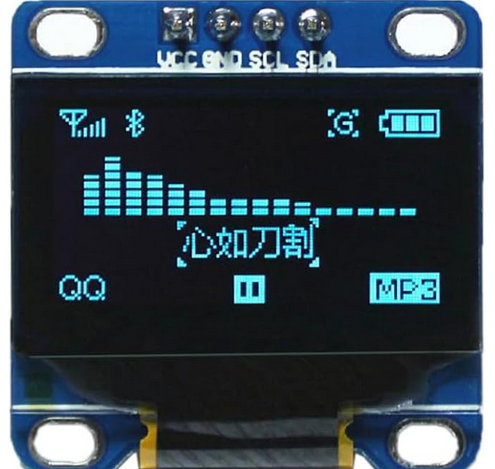 VCC GND SCL SDA
G
心如刀割
QQ
MP3